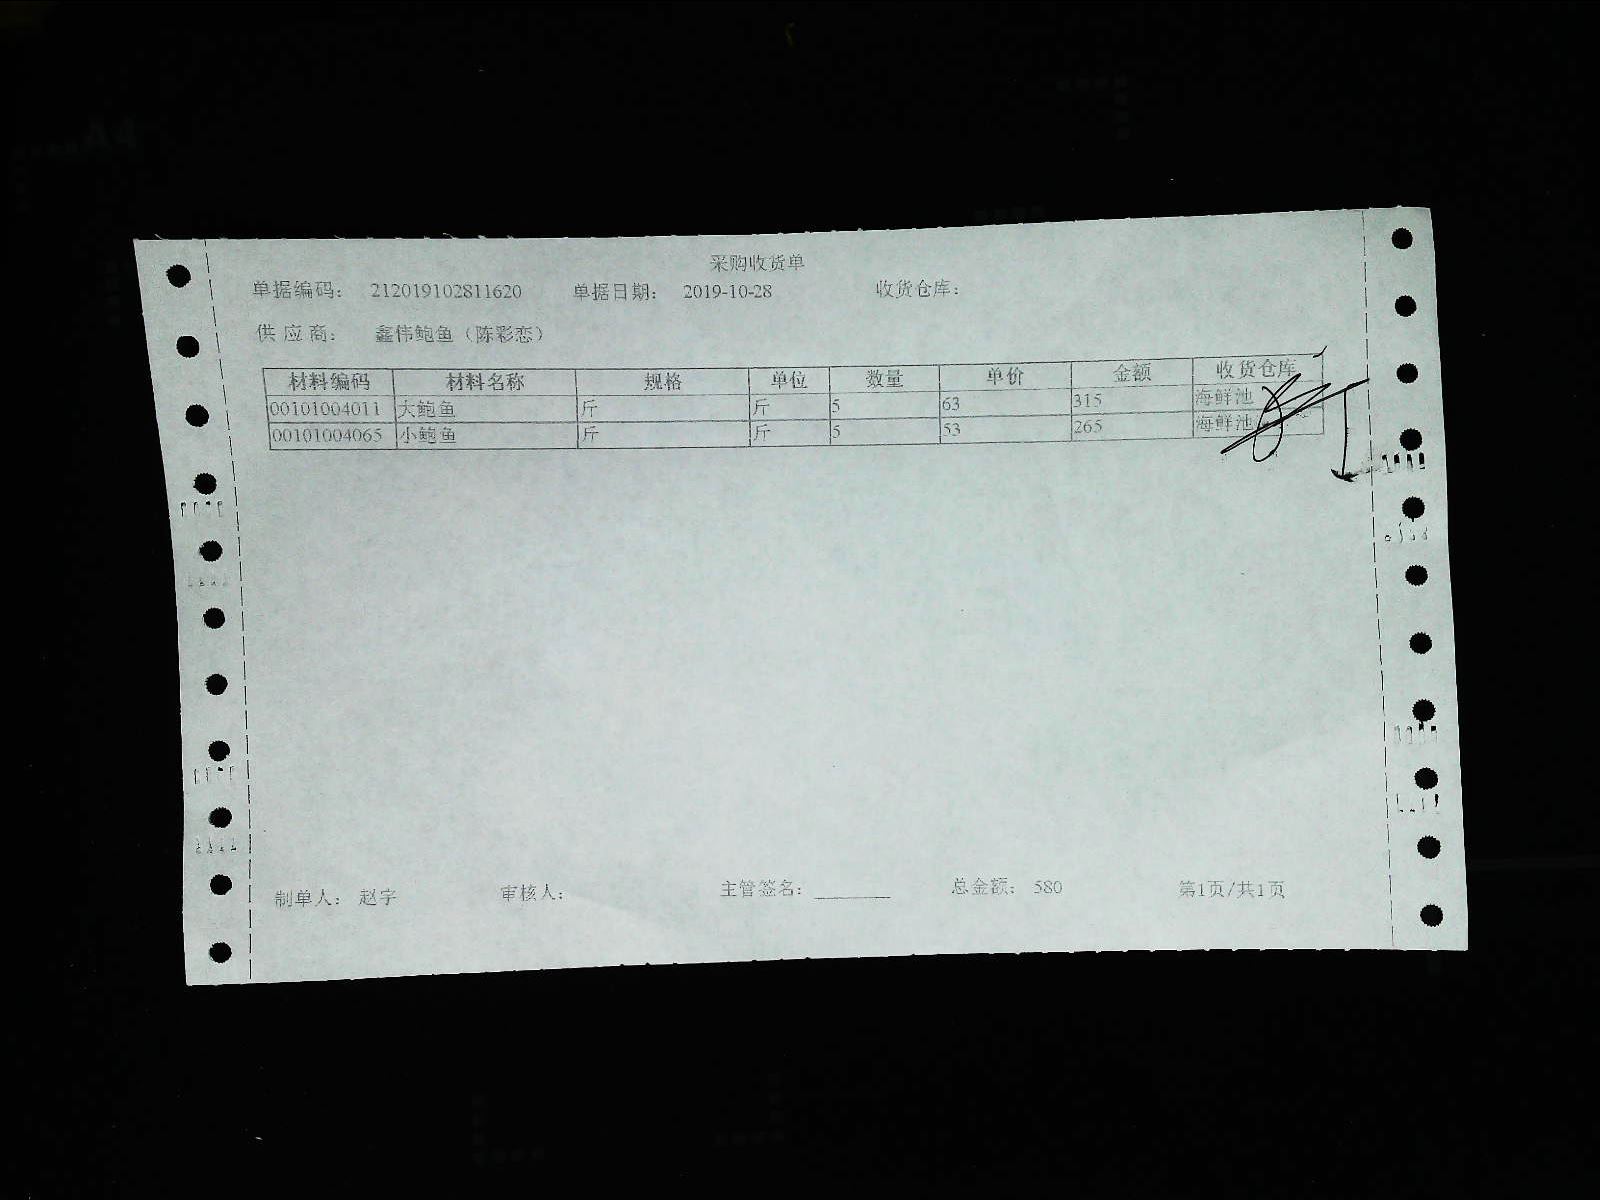 采购收货单
单据编码： 212019102811620 单据日期： 2019-10-28 收货仓库：
供应商： 鑫伟鲍鱼（陈彩恋）
材料编码 材料名称 规格 单位 数量 单价 金额 收货仓库
00101004011 大鲍鱼 斤 斤 5 63 315 海鲜池
00101004065 小鲍鱼 斤 斤 5 53 265 海鲜池
制单人： 赵宇 审核人： 主管签名： 总金额： 580 第1页/共1页